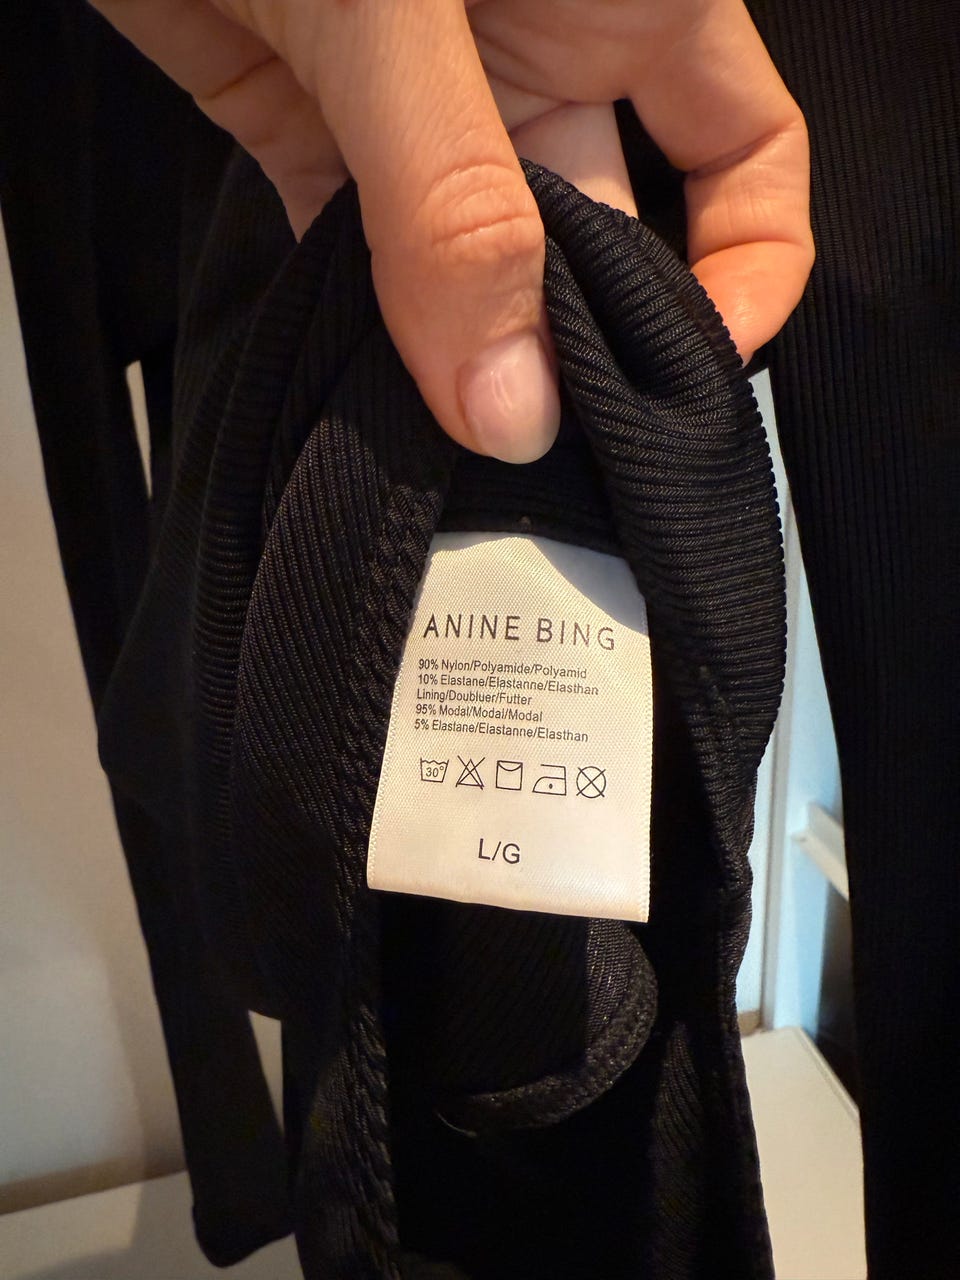 ANINE BING
90% Nylon/Polyamide/Polyamid
10% Elastane/Elastanne/Elasthan
Lining/Doubluer/Futter
95% Modal/Modal/Modal
5% Elastane/Elastanne/Elasthan
30°
L/G